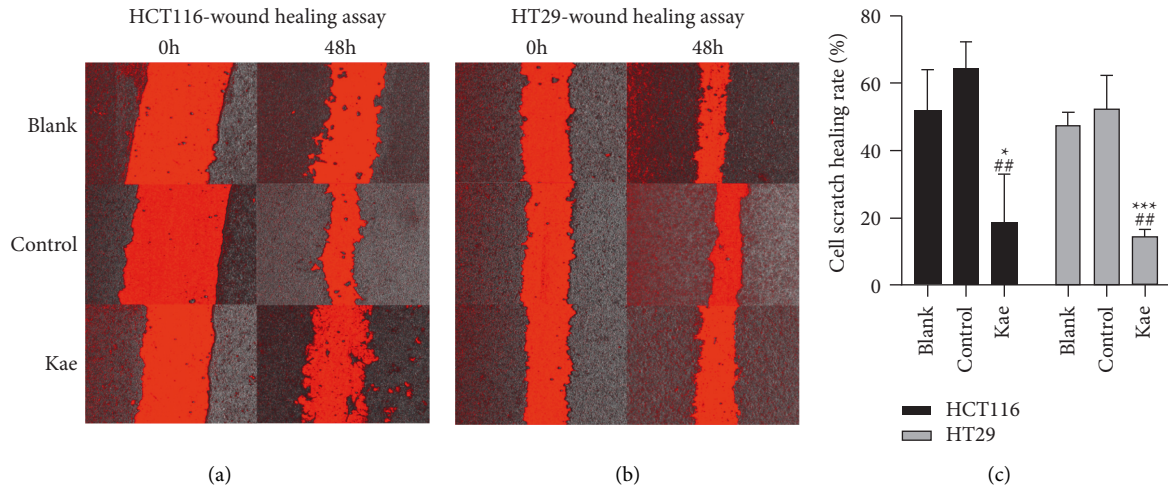 HCT116-wound healing assay
0h 48h
Blank
Control
Kae
(a)
HT29-wound healing assay
0h 48h
(b)
Cell scratch healing rate (%)
80
60
40
20
0
*
##
***
##
Blank
Control
Kae
Blank
Control
Kae
HCT116
HT29
(c)